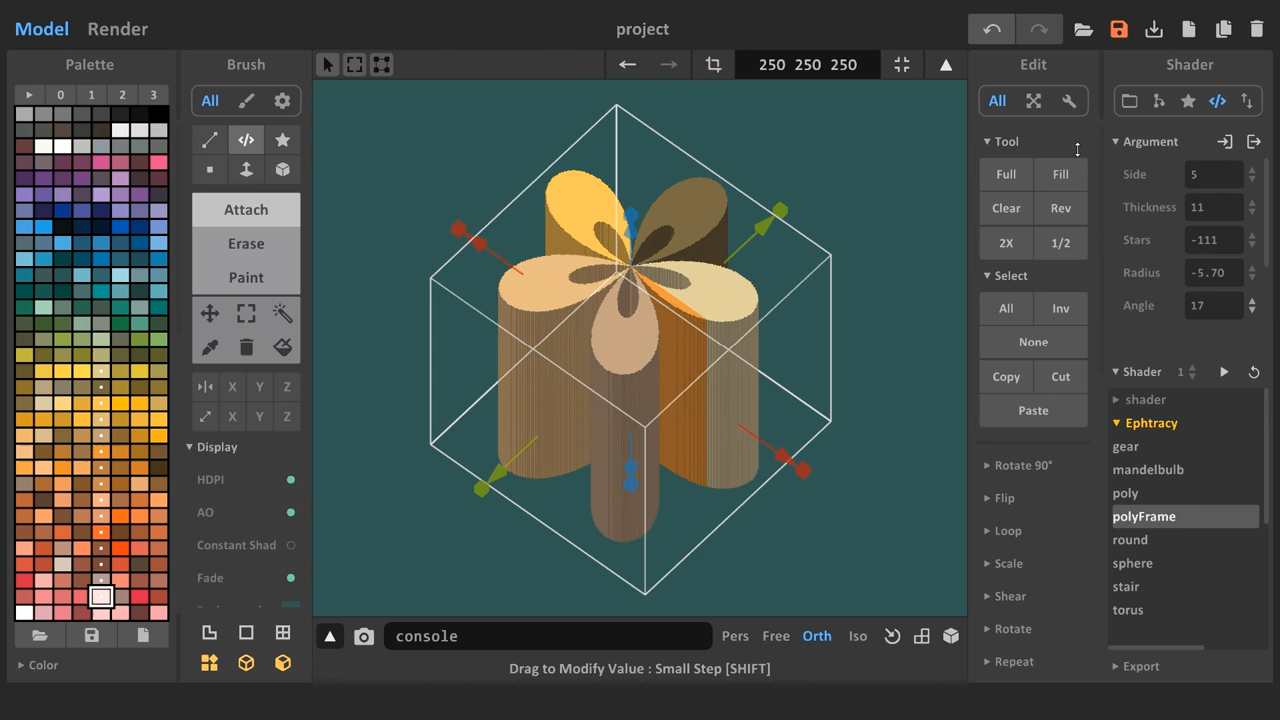 Model Render
project
Palette
Brush
250 250 250
Edit
Shader
0 1 2 3
All
Attach
Erase
Paint
X Y Z
X Y Z
Display
HDPI
AO
Constant Shad
Fade
Color
console
Pers Free Orth Iso
Drag to Modify Value : Small Step [SHIFT]
All
Tool
Full Fill
Clear Rev
2X 1/2
Select
All Inv
None
Copy Cut
Paste
Rotate 90°
Flip
Loop
Scale
Shear
Rotate
Repeat
Argument
Side 5
Thickness 11
Stars -111
Radius -5.70
Angle 17
Shader 1
shader
Ephtracy
gear
mandelbulb
poly
polyFrame
round
sphere
stair
torus
Export